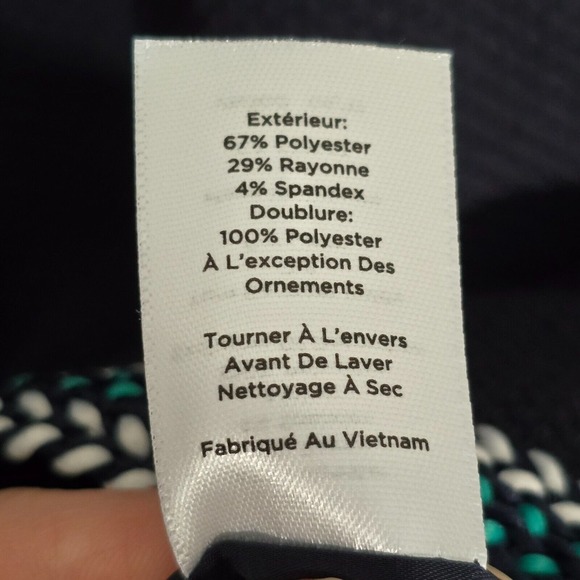 Extérieur:
67% Polyester
29% Rayonne
4% Spandex
Doublure:
100% Polyester
À L'exception Des
Ornements
Tourner À L'envers
Avant De Laver
Nettoyage À Sec
Fabriqué Au Vietnam